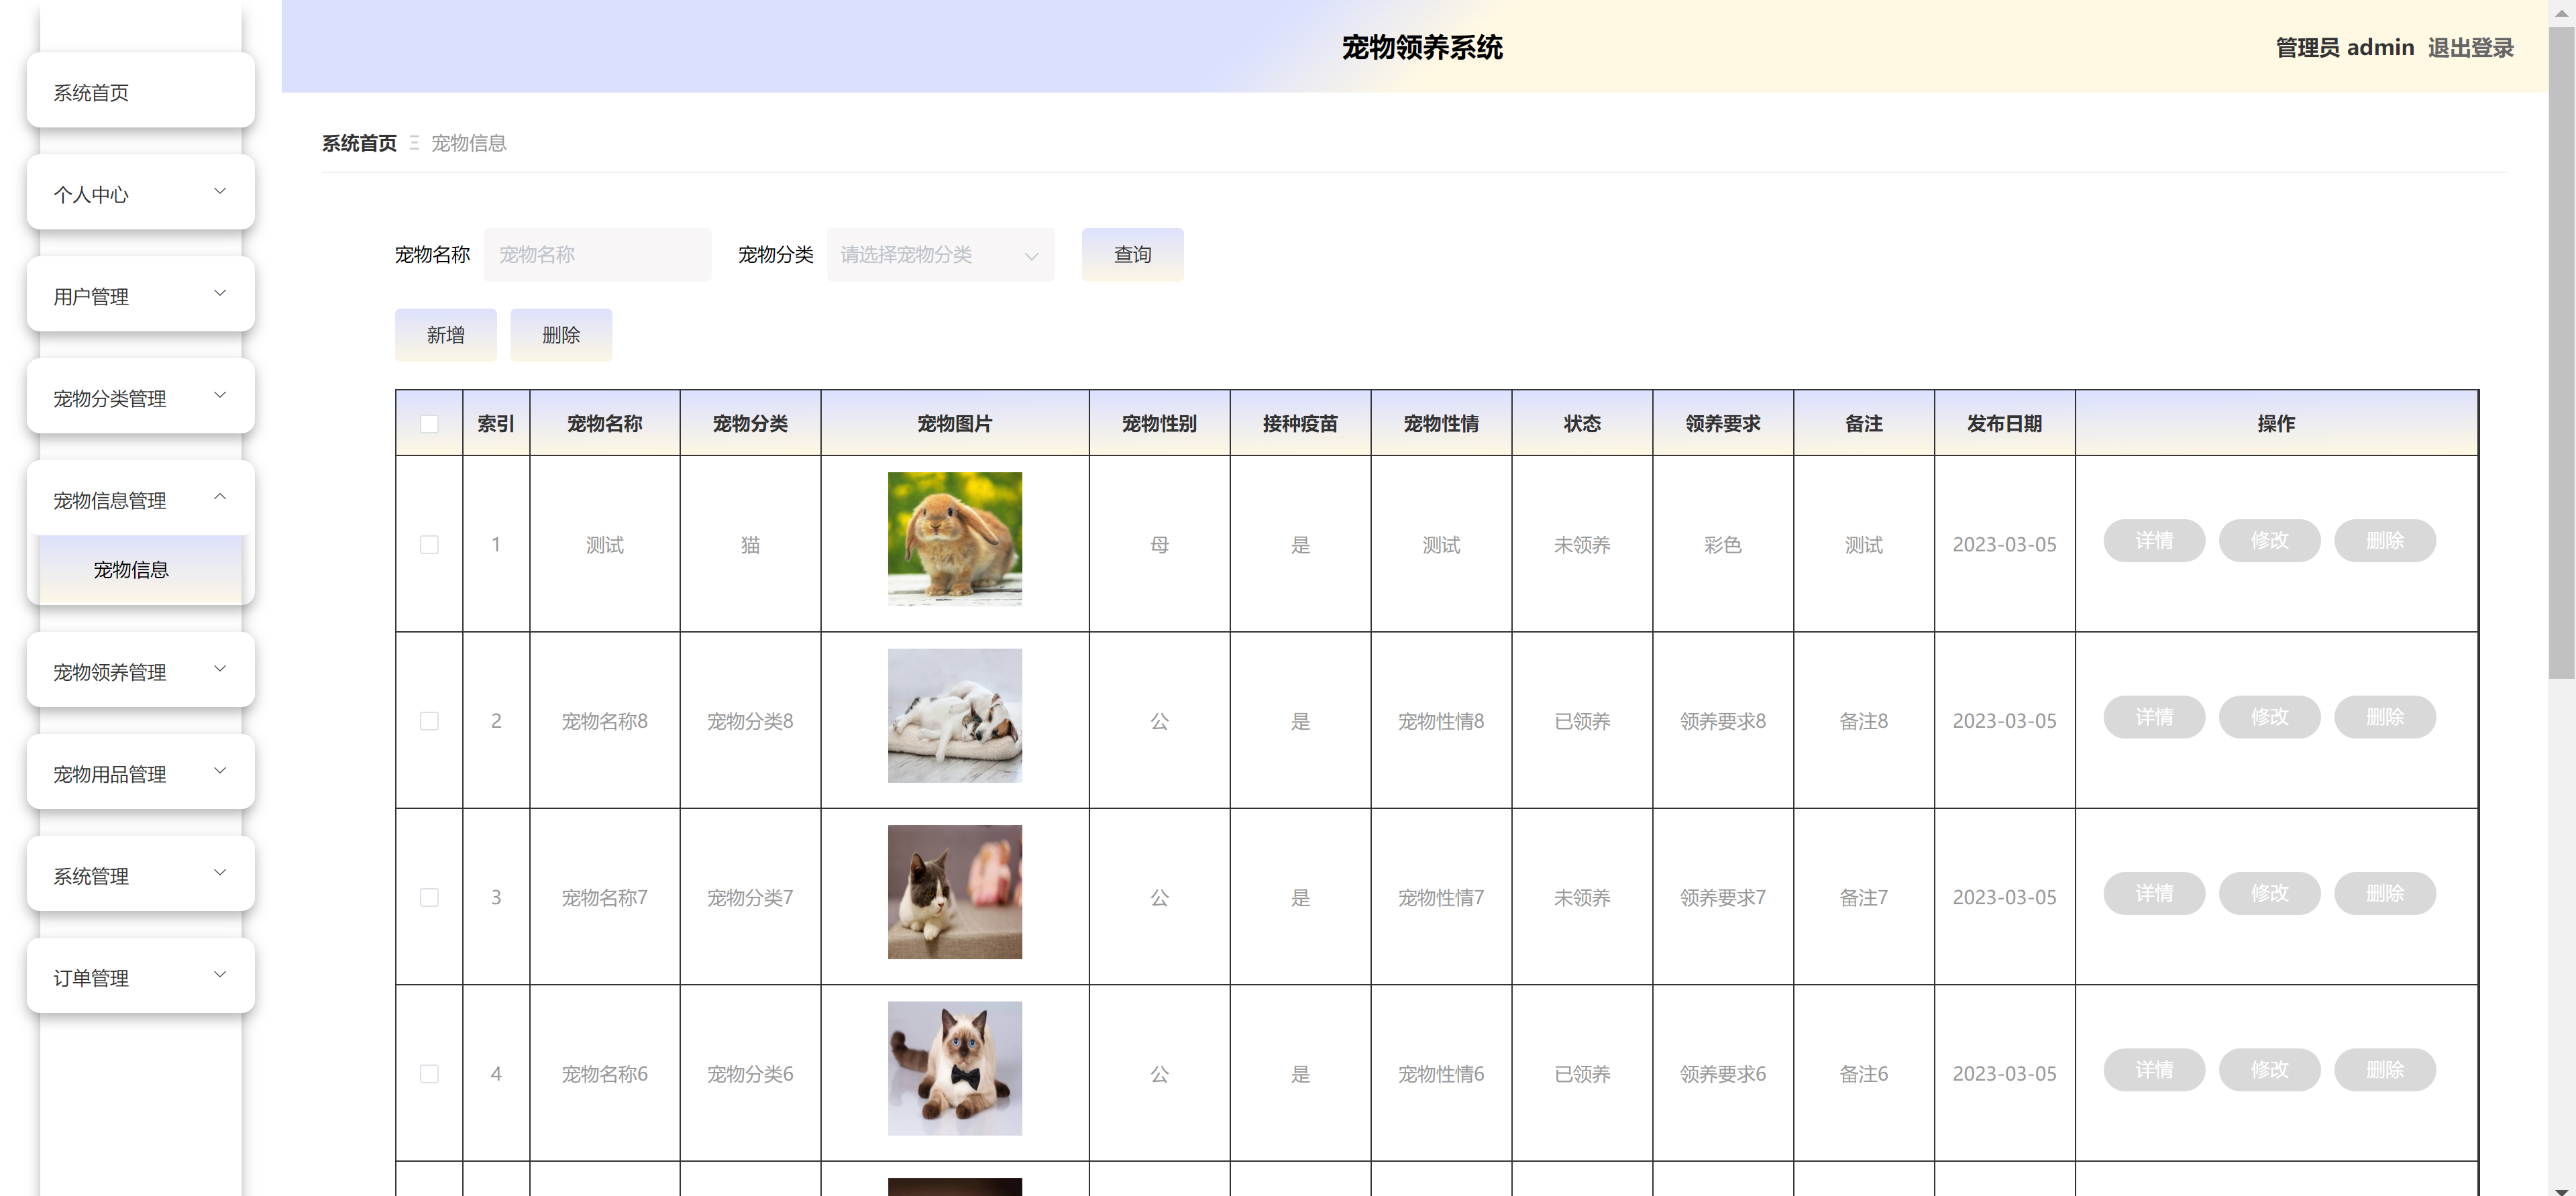 宠物领养系统
管理员 admin 退出登录
系统首页
个人中心
用户管理
宠物分类管理
宠物信息管理
宠物信息
宠物领养管理
宠物用品管理
系统管理
订单管理
系统首页 宠物信息
宠物名称 宠物名称 宠物分类 请选择宠物分类 查询
新增 删除
索引 宠物名称 宠物分类 宠物图片 宠物性别 接种疫苗 宠物性情 状态 领养要求 备注 发布日期 操作
1 测试 猫 母 是 测试 未领养 彩色 测试 2023-03-05 详情 修改 删除
2 宠物名称8 宠物分类8 公 是 宠物性情8 已领养 领养要求8 备注8 2023-03-05 详情 修改 删除
3 宠物名称7 宠物分类7 公 是 宠物性情7 未领养 领养要求7 备注7 2023-03-05 详情 修改 删除
4 宠物名称6 宠物分类6 公 是 宠物性情6 已领养 领养要求6 备注6 2023-03-05 详情 修改 删除